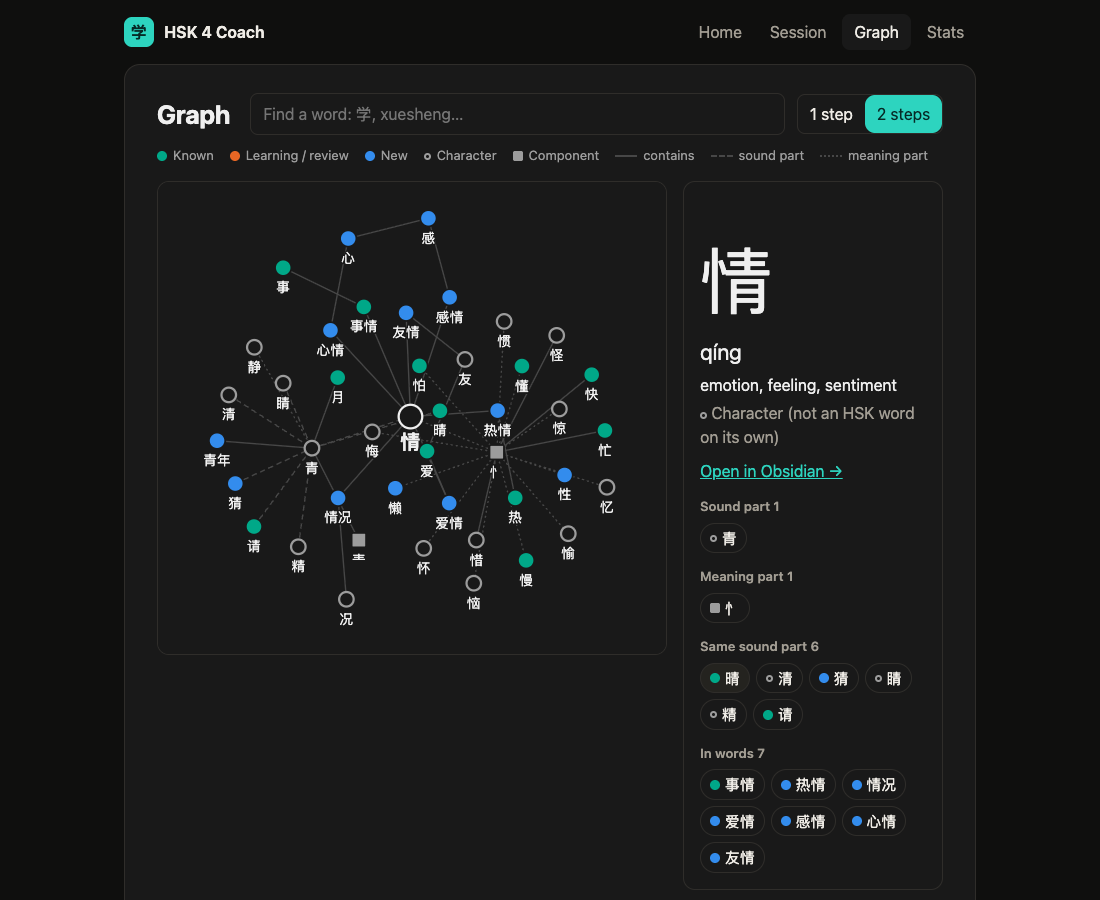 学 HSK 4 Coach
Home Session Graph Stats
Graph
Find a word: 学, xuesheng...
1 step 2 steps
Known Learning / review New Character Component contains sound part meaning part
感
心
事
感情
事情
友情
惯
心情
怪
静
怕
友
懂
月
快
睛
清
晴
热情
惊
情
悔
忙
青年
青
爱
忄
性
猜
懒
忆
情况
爱情
热
请
愉
精
怀
惜
慢
恼
况
情
qíng
emotion, feeling, sentiment
Character (not an HSK word
on its own)
Open in Obsidian →
Sound part 1
青
Meaning part 1
忄
Same sound part 6
晴 清 猜 睛
精 请
In words 7
事情 热情 情况
爱情 感情 心情
友情